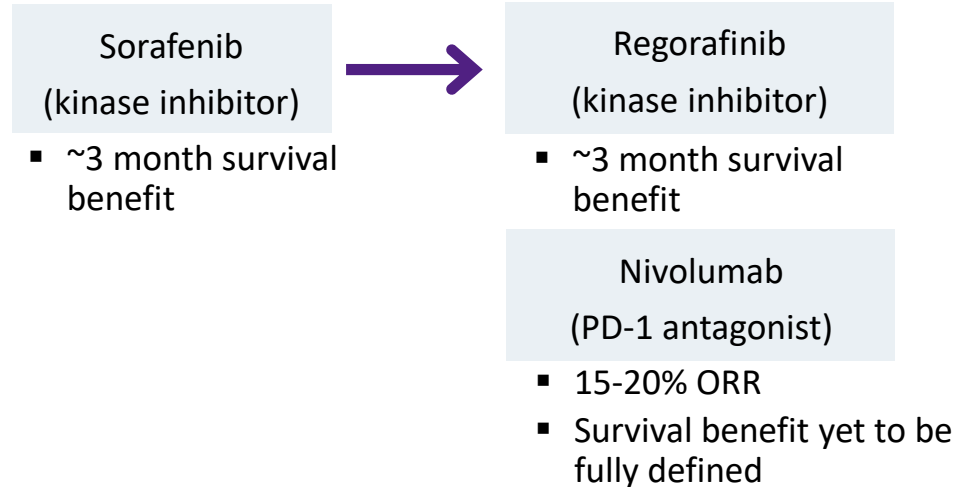 Sorafenib
(kinase inhibitor)
▪ ~3 month survival
benefit
Regorafinib
(kinase inhibitor)
▪ ~3 month survival
benefit
Nivolumab
(PD-1 antagonist)
▪ 15-20% ORR
▪ Survival benefit yet to be
fully defined